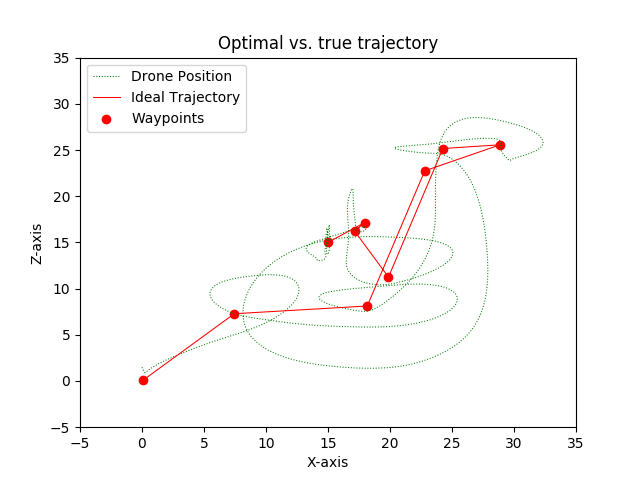 Optimal vs. true trajectory
Drone Position
Ideal Trajectory
Waypoints
35
30
25
20
15
10
5
0
−5
Z-axis
−5 0 5 10 15 20 25 30 35
X-axis